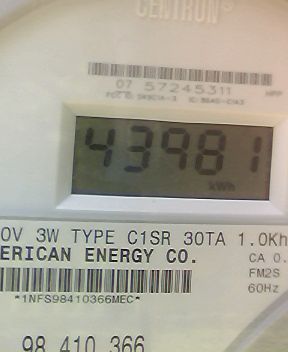 CENTRON®
07 57245311
43981
kWh
0V 3W TYPE C1SR 30TA 1.0Kh
ERICAN ENERGY CO.
CA 0.
FM2S
*1NFS98410366MEC*
60Hz
98 410 366